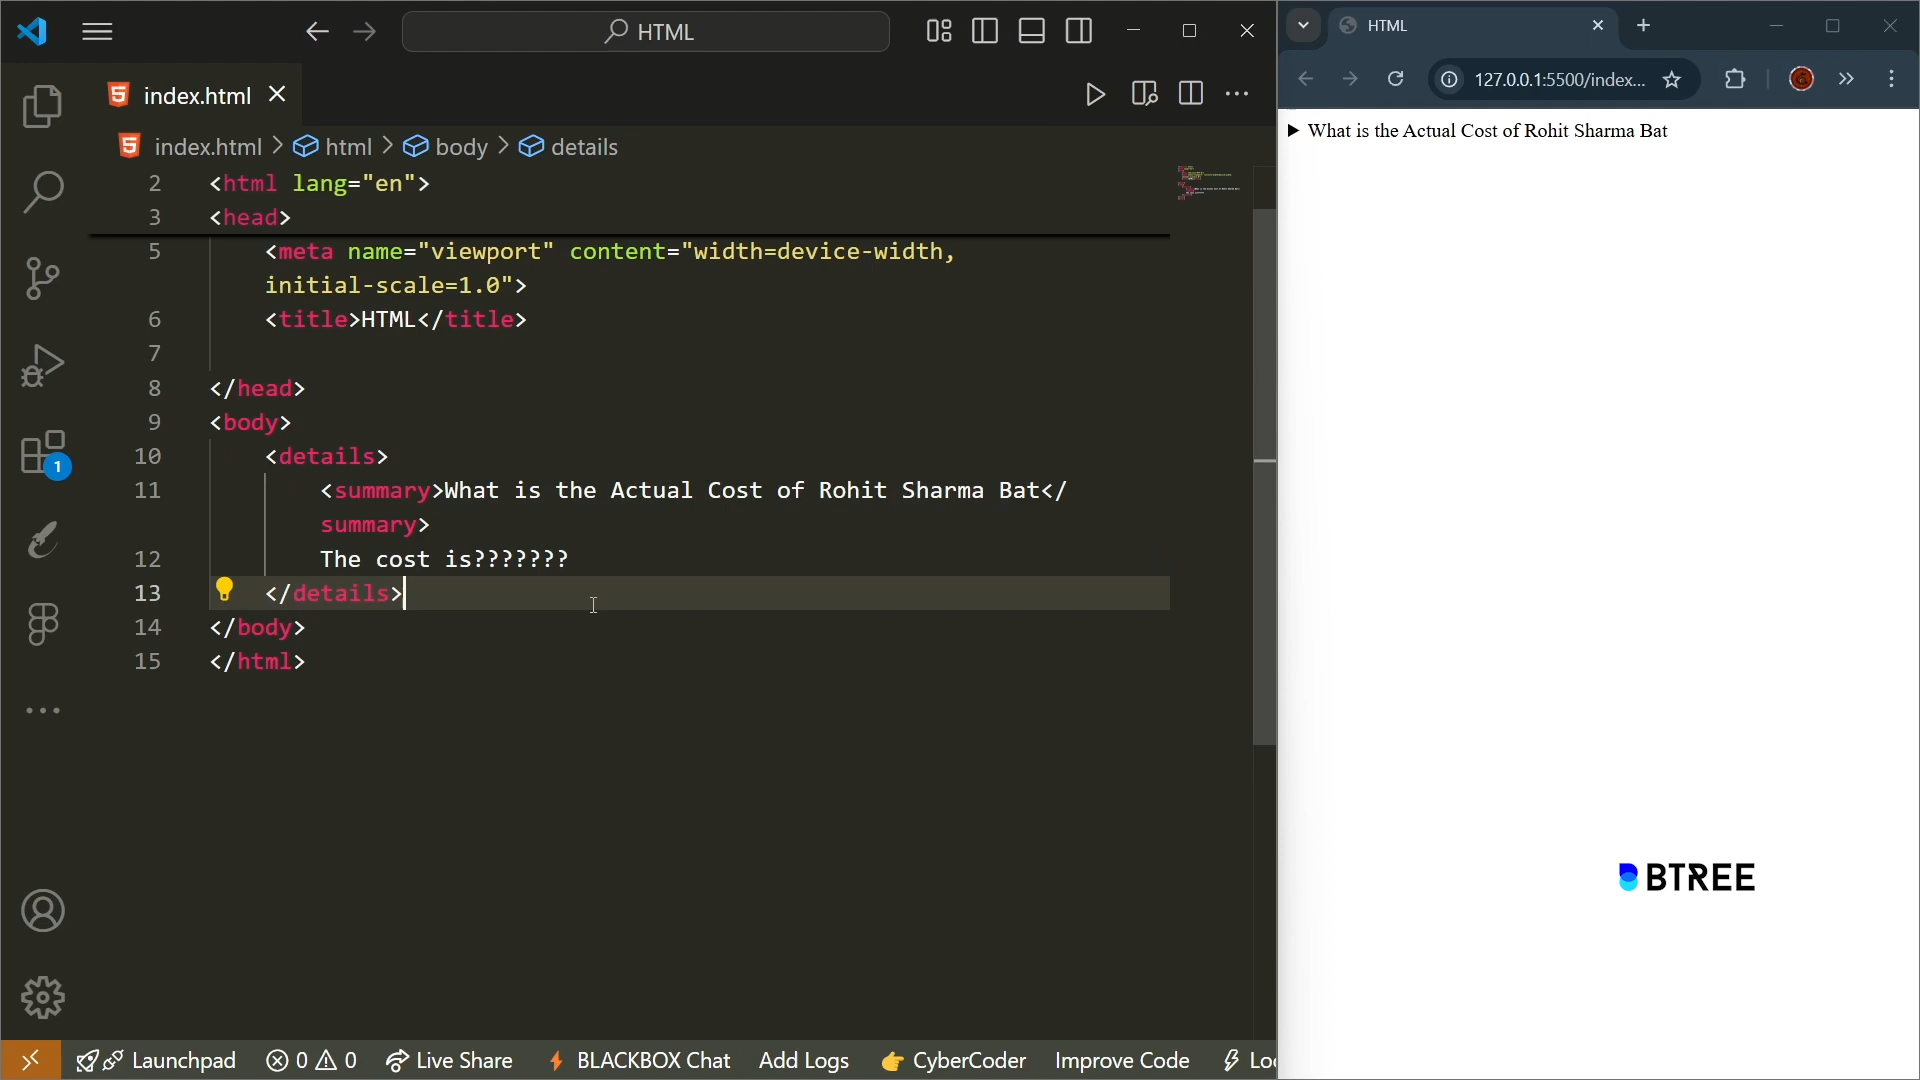 HTML
HTML
index.html
127.0.0.1:5500/index...
index.html > html > body > details
What is the Actual Cost of Rohit Sharma Bat
2 <html lang="en">
3 <head>
5 <meta name="viewport" content="width=device-width,
initial-scale=1.0">
6 <title>HTML</title>
7
8 </head>
9 <body>
10 <details>
11 <summary>What is the Actual Cost of Rohit Sharma Bat</
summary>
12 The cost is???????
13 </details>
14 </body>
15 </html>
1
BTREE
Launchpad 0 0 Live Share BLACKBOX Chat Add Logs CyberCoder Improve Code